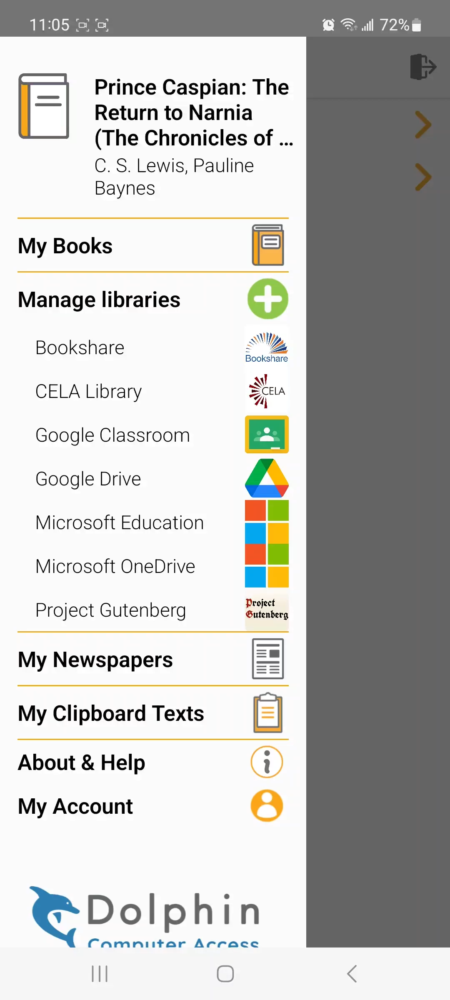 11:05
72%
Prince Caspian: The
Return to Narnia
(The Chronicles of ...
C. S. Lewis, Pauline
Baynes
My Books
Manage libraries
Bookshare
Bookshare
CELA Library
CELA
Google Classroom
Google Drive
Microsoft Education
Microsoft OneDrive
Project Gutenberg
Project
Gutenberg
My Newspapers
My Clipboard Texts
About & Help
My Account
Dolphin
Computer Access